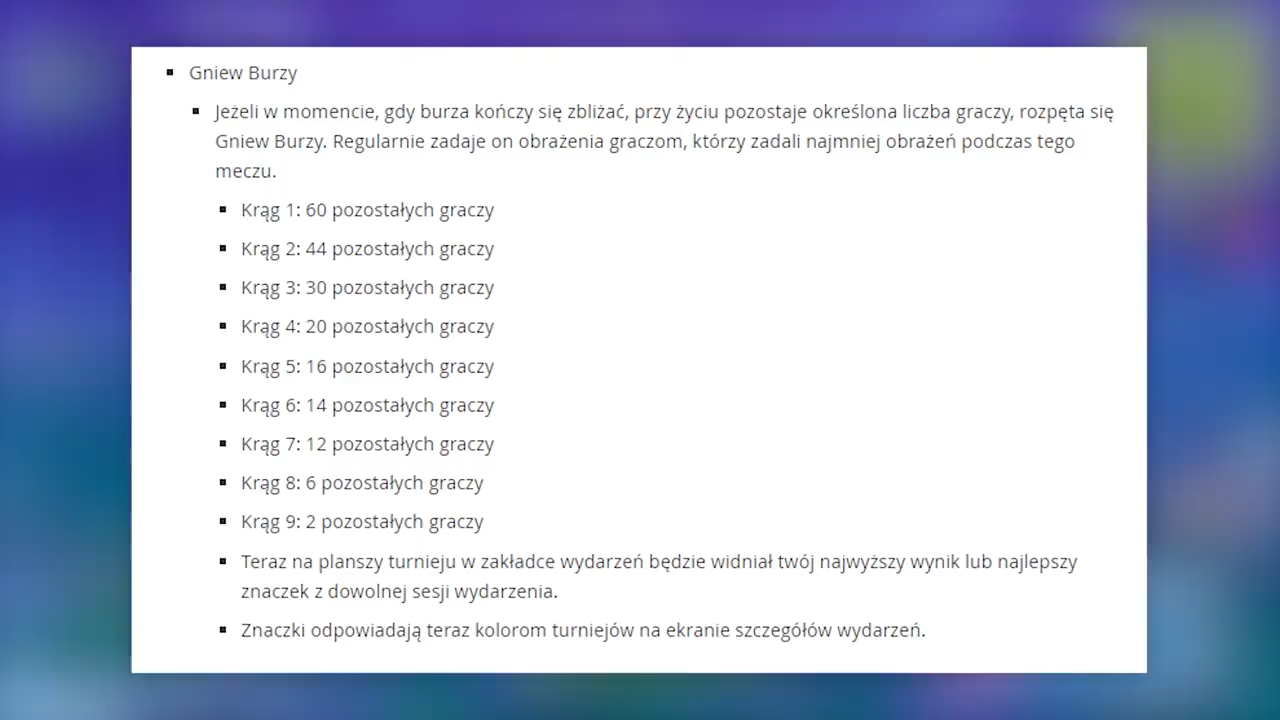 Gniew Burzy
Jeżeli w momencie, gdy burza kończy się zbliżać, przy życiu pozostaje określona liczba graczy, rozpęta się
Gniew Burzy. Regularnie zadaje on obrażenia graczom, którzy zadali najmniej obrażeń podczas tego
meczu.
Krąg 1: 60 pozostałych graczy
Krąg 2: 44 pozostałych graczy
Krąg 3: 30 pozostałych graczy
Krąg 4: 20 pozostałych graczy
Krąg 5: 16 pozostałych graczy
Krąg 6: 14 pozostałych graczy
Krąg 7: 12 pozostałych graczy
Krąg 8: 6 pozostałych graczy
Krąg 9: 2 pozostałych graczy
Teraz na planszy turnieju w zakładce wydarzeń będzie widniał twój najwyższy wynik lub najlepszy
znaczek z dowolnej sesji wydarzenia.
Znaczki odpowiadają teraz kolorom turniejów na ekranie szczegółów wydarzeń.